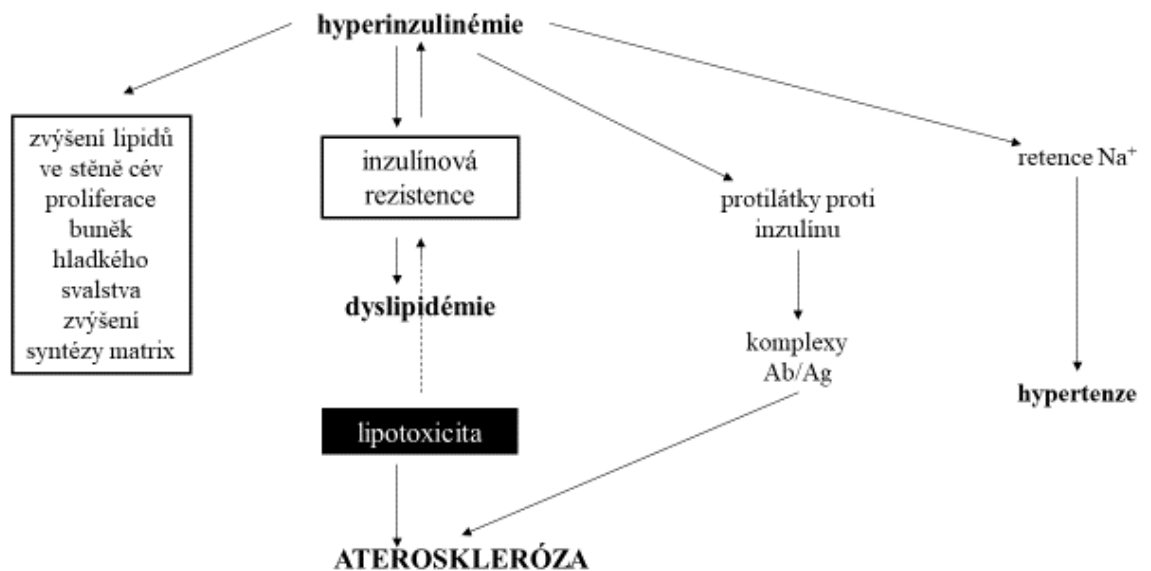 hyperinzulinémie
zvýšení lipidů
ve stěně cév
proliferace
buněk
hladkého
svalstva
zvýšení
syntézy matrix
inzulínová
rezistence
dyslipidémie
lipotoxicita
protilátky proti
inzulínu
komplexy
Ab/Ag
retence Na⁺
hypertenze
ATEROSKLERÓZA